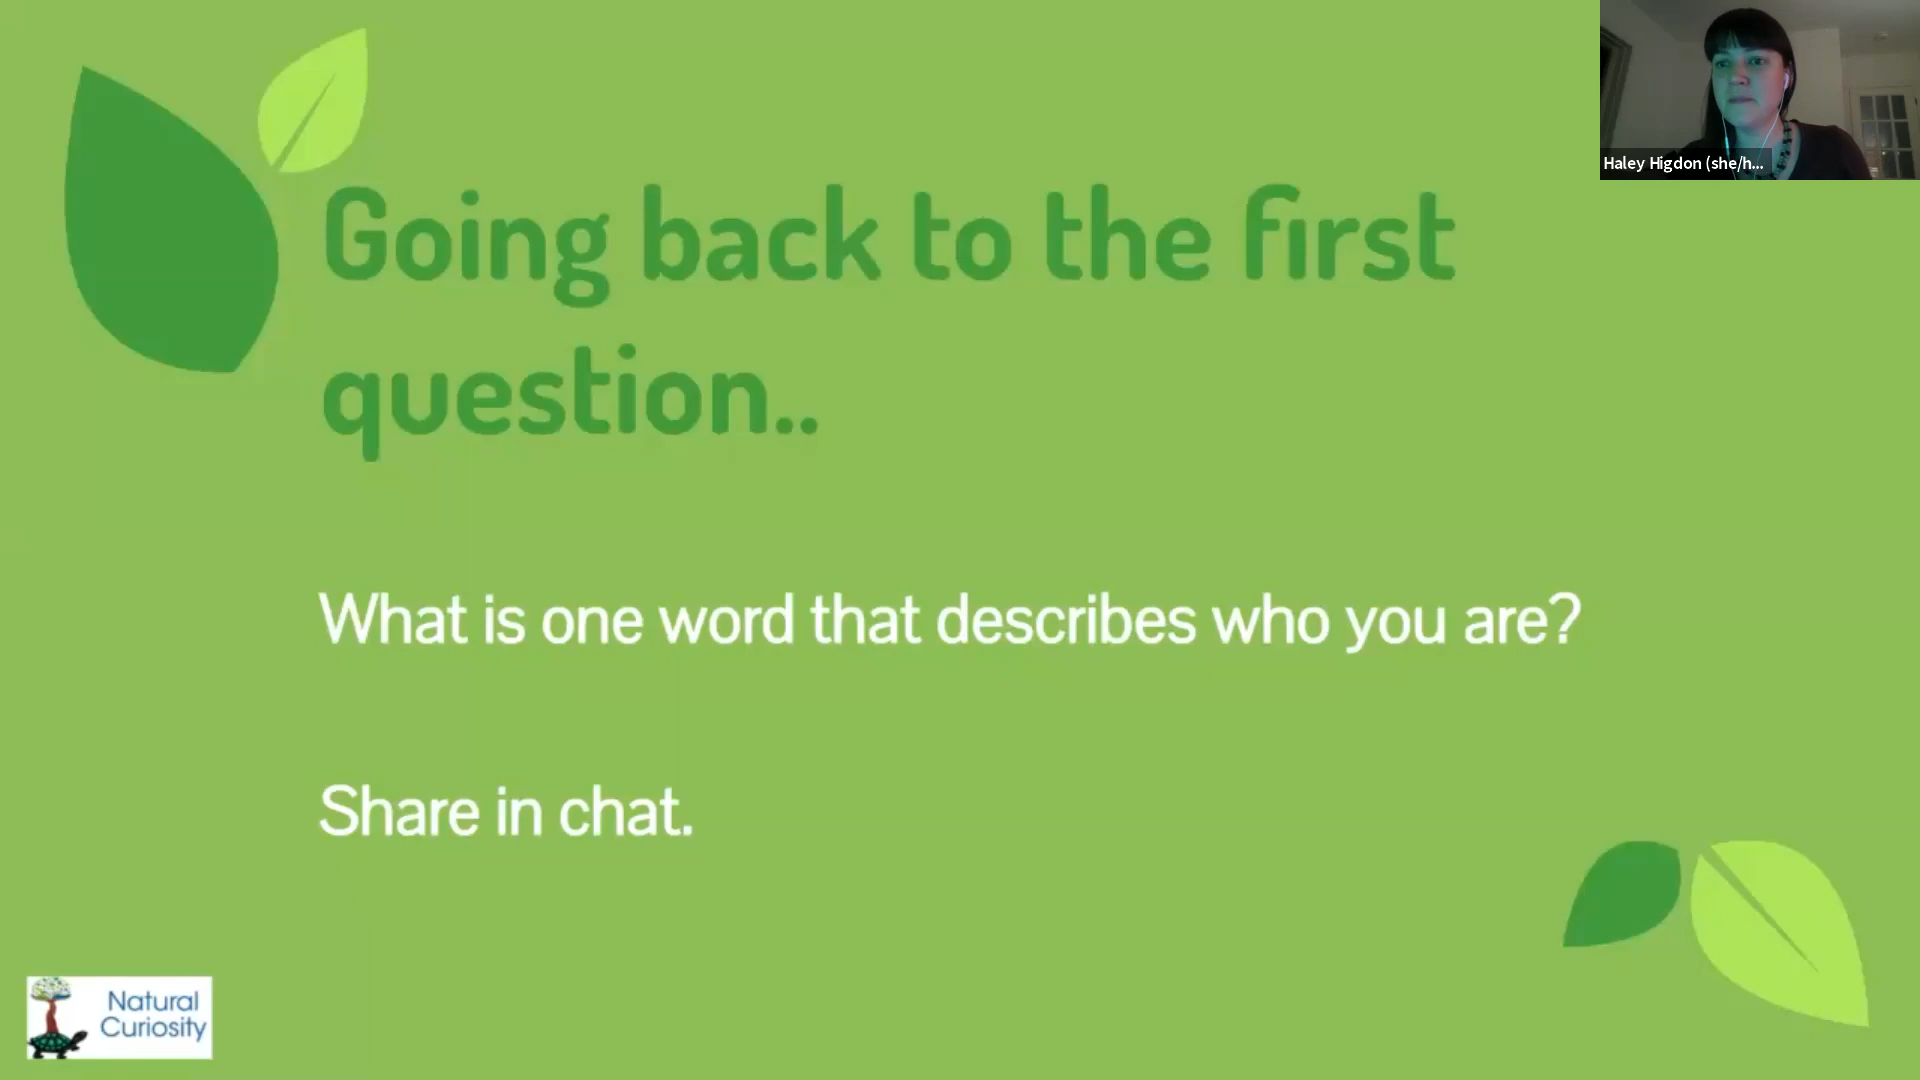 Haley Higdon (she/h...
Going back to the first
question..
What is one word that describes who you are?
Share in chat.
Natural
Curiosity